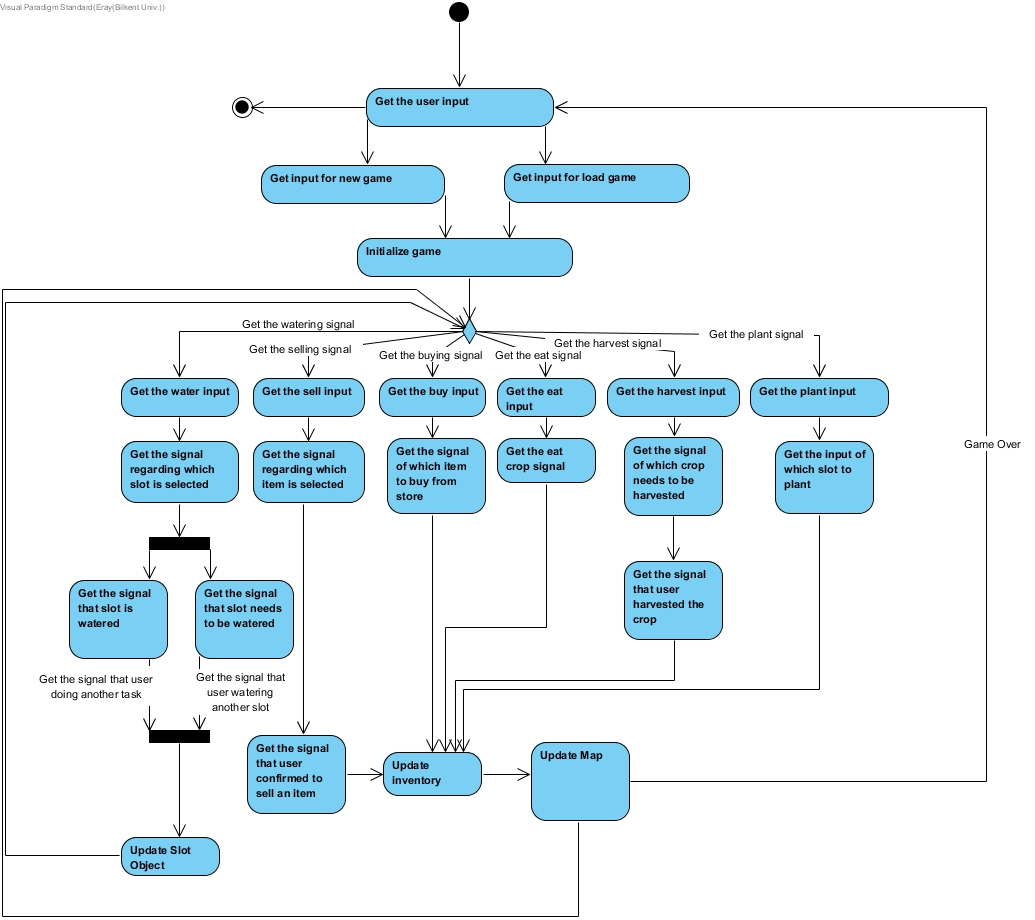 Visual Paradigm Standard(Eray(Bilkent Univ.))
Get the user input
Get input for new game
Get input for load game
Initialize game
Get the watering signal
Get the selling signal
Get the buying signal
Get the eat signal
Get the harvest signal
Get the plant signal
Get the water input
Get the sell input
Get the buy input
Get the eat
input
Get the harvest input
Get the plant input
Get the signal
regarding which
slot is selected
Get the signal
regarding which
item is selected
Get the signal
of which item
to buy from
store
Get the eat
crop signal
Get the signal
of which crop
needs to be
harvested
Get the input of
which slot to
plant
Game Over
Get the signal
that slot is
watered
Get the signal
that slot needs
to be watered
Get the signal
that user
harvested the
crop
Get the signal that user
doing another task
Get the signal that
user watering
another slot
Get the signal
that user
confirmed to
sell an item
Update
inventory
Update Map
Update Slot
Object